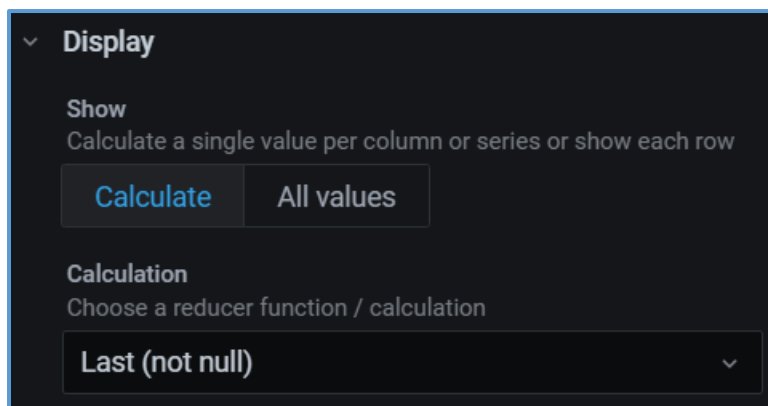 Display
Show
Calculate a single value per column or series or show each row
Calculate All values
Calculation
Choose a reducer function / calculation
Last (not null)